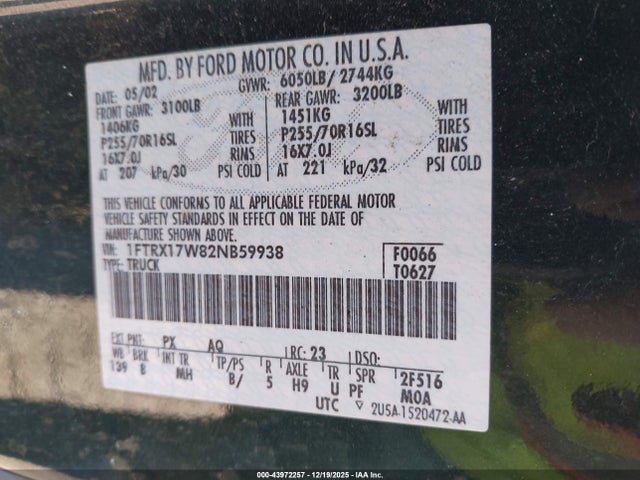 MFD. BY FORD MOTOR CO. IN U.S.A.
DATE: 05/02 GVWR: 6050LB/ 2744KG
FRONT GAWR: 3100LB REAR GAWR: 3200LB
1406KG WITH 1451KG WITH
P255/70R16SL TIRES P255/70R16SL TIRES
16X7.0J RIMS 16X7.0J RIMS
AT 207 kPa/30 PSI COLD AT 221 kPa/32 PSI COLD
THIS VEHICLE CONFORMS TO ALL APPLICABLE FEDERAL MOTOR
VEHICLE SAFETY STANDARDS IN EFFECT ON THE DATE OF
MANUFACTURE SHOWN ABOVE.
VIN: 1FTRX17W82NB59938 F0066
TYPE: TRUCK T0627
EXT PNT: PX AQ RC: 23 DSO:
WB BRK INT TR TP/PS R AXLE TR SPR 2F516
139 B MH B/ 5 H9 U PF MOA
UTC ▽ 2U5A-1520472-AA
00-43972257 - 12/19/2025 - IAA Inc.